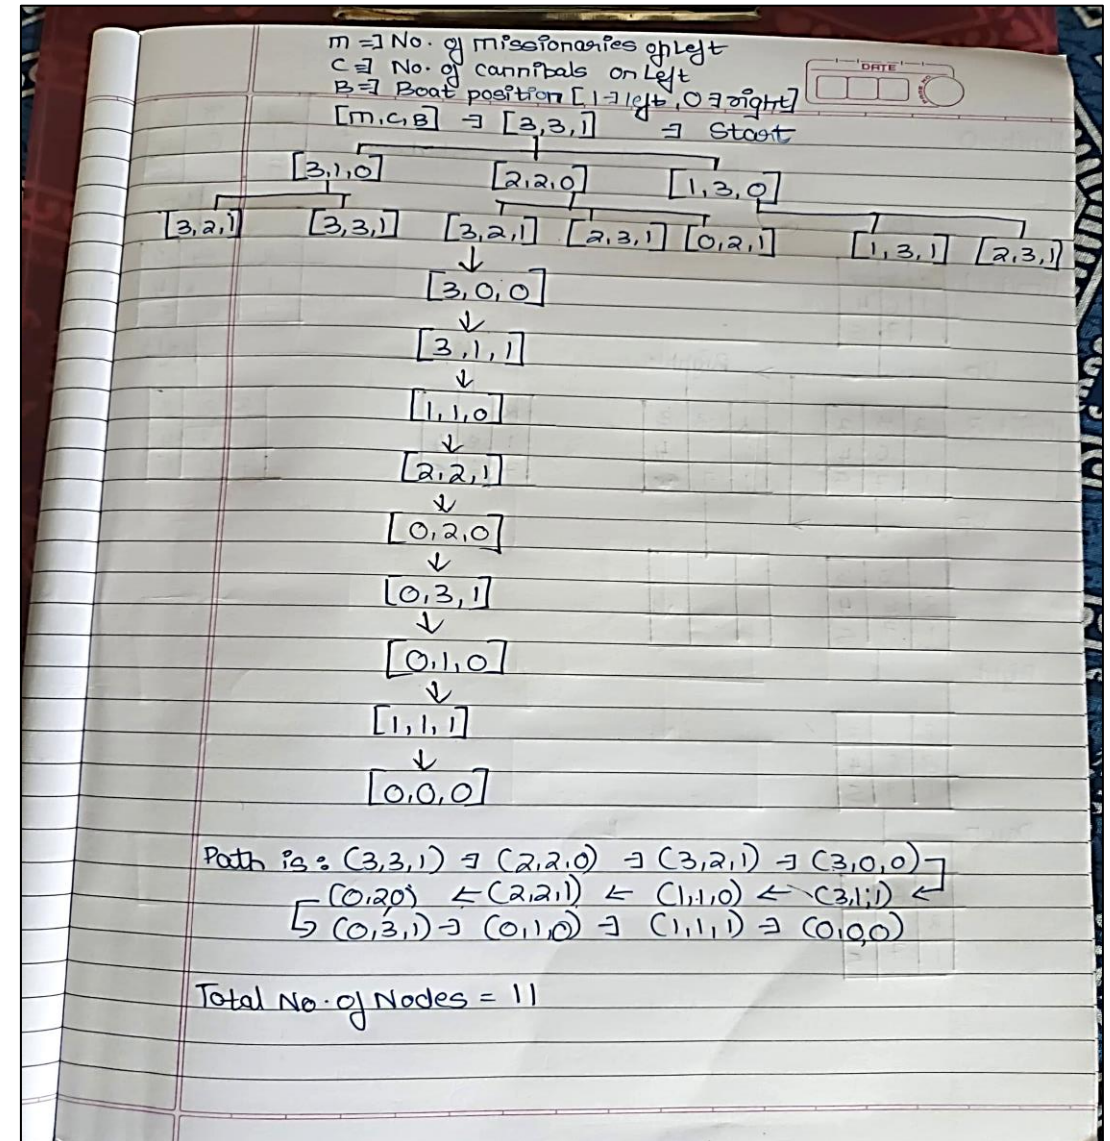 m ⇒ No. of missionaries on Left
C ⇒ No. of cannibals on Left
B ⇒ Boat position [1 ⇒ left, 0 ⇒ right]
DATE
[m,C,B] ⇒ [3,3,1] ⇒ Start
[3,1,0] [2,2,0] [1,3,0]
[3,2,1] [3,3,1] [3,2,1] [2,3,1] [0,2,1] [1,3,1] [2,3,1]
↓
[3,0,0]
↓
[3,1,1]
↓
[1,1,0]
↓
[2,2,1]
↓
[0,2,0]
↓
[0,3,1]
↓
[0,1,0]
↓
[1,1,1]
↓
[0,0,0]
Path is: (3,3,1) ⇒ (2,2,0) ⇒ (3,2,1) ⇒ (3,0,0)
(0,2,0) ← (2,2,1) ← (1,1,0) ← (3,1,1) ←
↳ (0,3,1) ⇒ (0,1,0) ⇒ (1,1,1) ⇒ (0,0,0)
Total No. of Nodes = 11